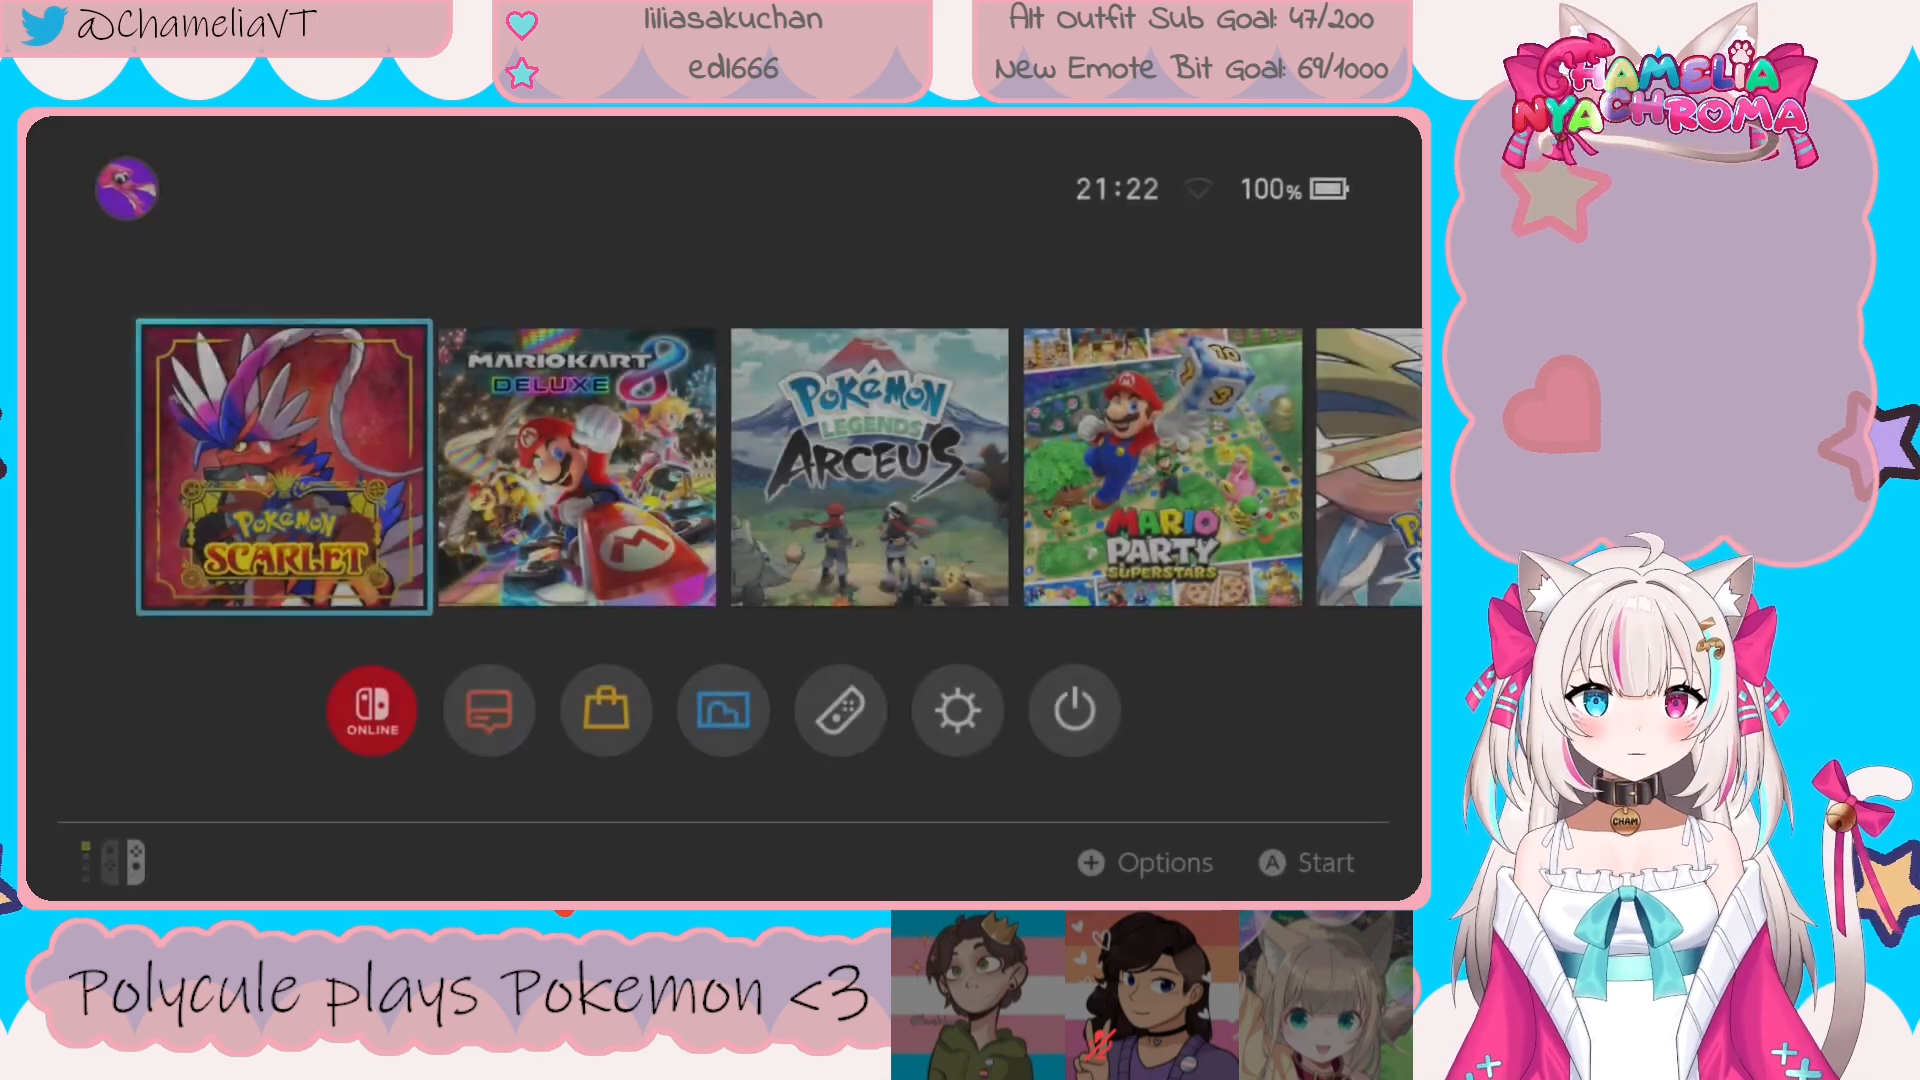 @ChameliaVT
liliasakuchan
edl666
Alt Outfit Sub Goal: 47/200
New Emote Bit Goal: 69/1000
CHAMELIA
NYACHROMA
21:22
100%
POKÉMON
SCARLET
MARIOKART 8
DELUXE
POKÉMON
LEGENDS
ARCEUS
10
3
MARIO
PARTY
SUPERSTARS
ONLINE
+ Options
A Start
CHAM
Polycule plays Pokemon <3